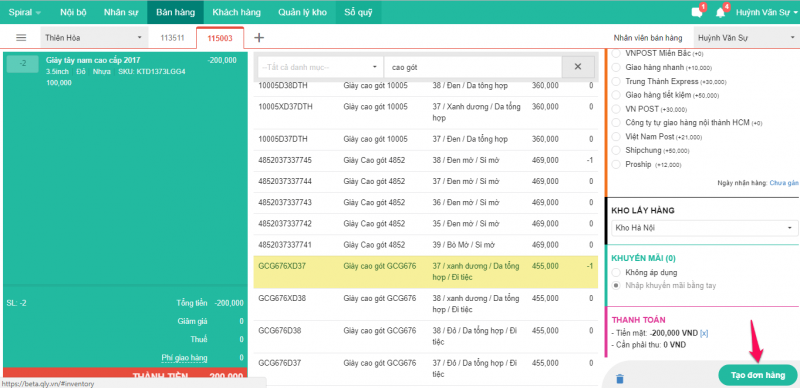 Spiral Nội bộ Nhân sự Bán hàng Khách hàng Quản lý kho Sổ quỹ 1 4 Huỳnh Văn Sự
Thiên Hòa 113511 115003 + Nhân viên bán hàng Huỳnh Văn Sự
-2 Giày tây nam cao cấp 2017 -200,000
3.5inch Đỏ Nhựa SKU: KTD1373LGG4
100,000
SL: -2 Tổng tiền -200,000
Giảm giá 0
Thuế 0
Phí giao hàng 0
THÀNH TIỀN -200,000
https://beta.qly.vn/#inventory
--Tất cả danh mục-- cao gót ✕
10005D38DTH Giày cao gót 10005 38 / Đen / Da tổng hợp 360,000 0
10005XD37DTH Giày cao gót 10005 37 / Xanh dương / Da tổng
hợp 360,000 0
10005D37DTH Giày cao gót 10005 37 / Đen / Da tổng hợp 360,000 0
4852037337745 Giày Cao gót 4852 38 / Đen mờ / Si mờ 469,000 -1
4852037337744 Giày Cao gót 4852 37 / Đen mờ / Si mờ 469,000 0
4852037337743 Giày Cao gót 4852 36 / Đen mờ / Si mờ 469,000 0
4852037337742 Giày Cao gót 4852 35 / Đen mờ / Si mờ 469,000 0
4852037337741 Giày Cao gót 4852 39 / Bò Mờ / Si mờ 469,000 0
GCG676XD37 Giày cao gót GCG676 37 / xanh dương / Da tổng
hợp / Đi tiệc 455,000 -1
GCG676XD38 Giày cao gót GCG676 38 / xanh dương / Da tổng
hợp / Đi tiệc 455,000 0
GCG676D38 Giày cao gót GCG676 38 / Đỏ / Da tổng hợp / Đi
tiệc 455,000 0
GCG676D37 Giày cao gót GCG676 37 / Đỏ / Da tổng hợp / Đi
tiệc 455,000 0
VNPOST Miền Bắc (+0)
Giao hàng nhanh (+10,000)
Trung Thành Express (+30,000)
Giao hàng tiết kiệm (+50,000)
VN POST (+30,000)
Công ty tự giao hàng nội thành HCM (+0)
Việt Nam Post (+21,000)
Shipchung (+50,000)
Proship (+12,000)
Ngày nhận hàng: Chưa gán
KHO LẤY HÀNG
Kho Hà Nội
KHUYẾN MÃI (0)
Không áp dụng
Nhập khuyến mãi bằng tay
THANH TOÁN
- Tiền mặt: -200,000 VND [x]
- Cần phải thu: 0 VND
Tạo đơn hàng